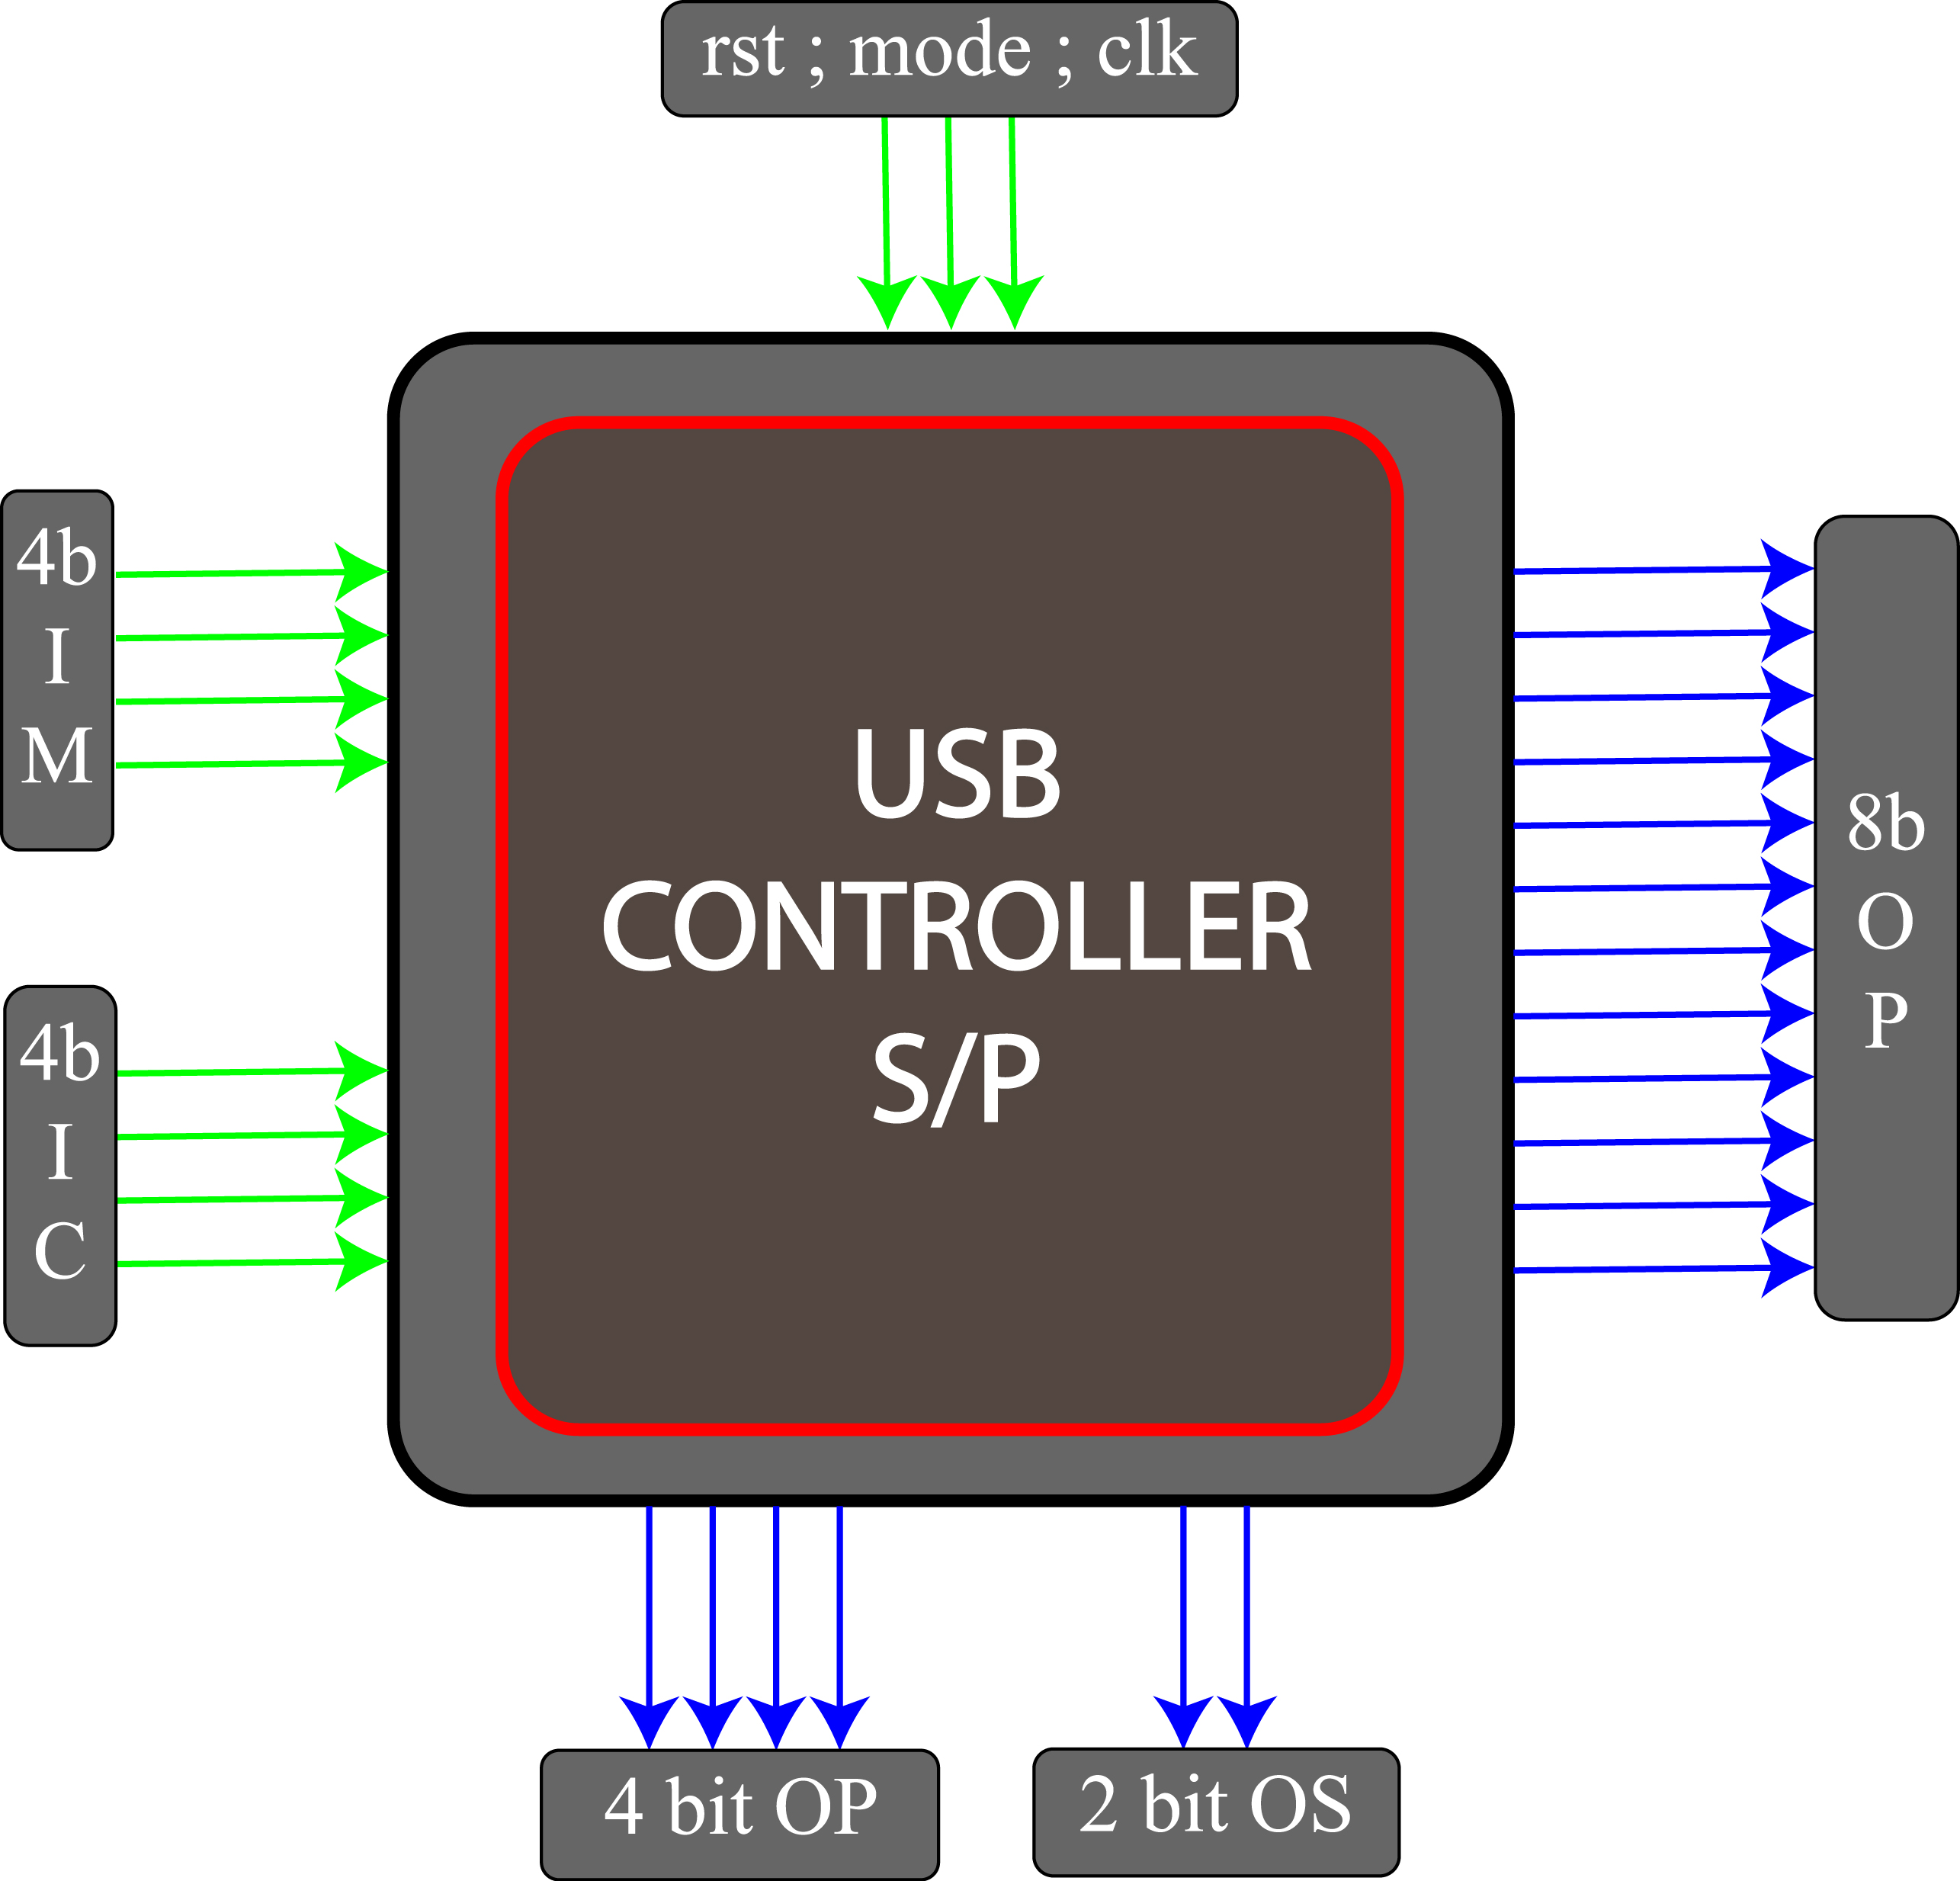 rst ; mode ; clk
4b
I
M
USB
CONTROLLER
S/P
8b
O
P
4b
I
C
4 bit OP
2 bit OS